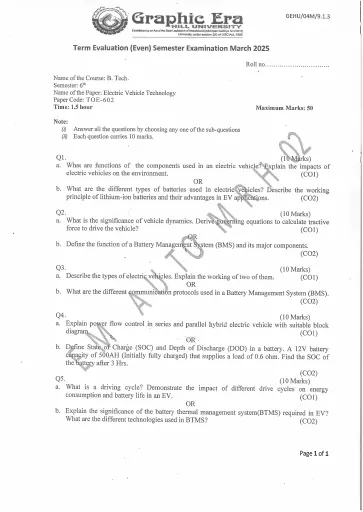 GEHU/04M/9.1.3
Graphic Era
HILL UNIVERSITY
Term Evaluation (Even) Semester Examination March 2025
Roll no..............................
Name of the Course: B. Tech.
Semester: 6th
Name of the Paper: Electric Vehicle Technology
Paper Code: TOE-602
Time: 1.5 hour Maximum Marks: 50
Note:
(i) Answer all the questions by choosing any one of the sub-questions
(ii) Each question carries 10 marks.
Q1. (10 Marks)
a. What are functions of the components used in an electric vehicle? Explain the impacts of
electric vehicles on the environment. (CO1)
OR
b. What are the different types of batteries used in electric vehicles? Describe the working
principle of lithium-ion batteries and their advantages in EV applications. (CO2)
Q2. (10 Marks)
a. What is the significance of vehicle dynamics. Derive governing equations to calculate tractive
force to drive the vehicle? (CO1)
OR
b. Define the function of a Battery Management System (BMS) and its major components.
(CO2)
Q3. (10 Marks)
a. Describe the types of electric vehicles. Explain the working of two of them. (CO1)
OR
b. What are the different communication protocols used in a Battery Management System (BMS).
(CO2)
Q4. (10 Marks)
a. Explain power flow control in series and parallel hybrid electric vehicle with suitable block
diagram. (CO1)
OR
b. Define State of Charge (SOC) and Depth of Discharge (DOD) in a battery. A 12V battery
capacity of 500AH (Initially fully charged) that supplies a load of 0.6 ohm. Find the SOC of
the battery after 3 Hrs.
(CO2)
Q5. (10 Marks)
a. What is a driving cycle? Demonstrate the impact of different drive cycles on energy
consumption and battery life in an EV. (CO1)
OR
b. Explain the significance of the battery thermal management system(BTMS) required in EV?
What are the different technologies used in BTMS? (CO2)
Page 1 of 1